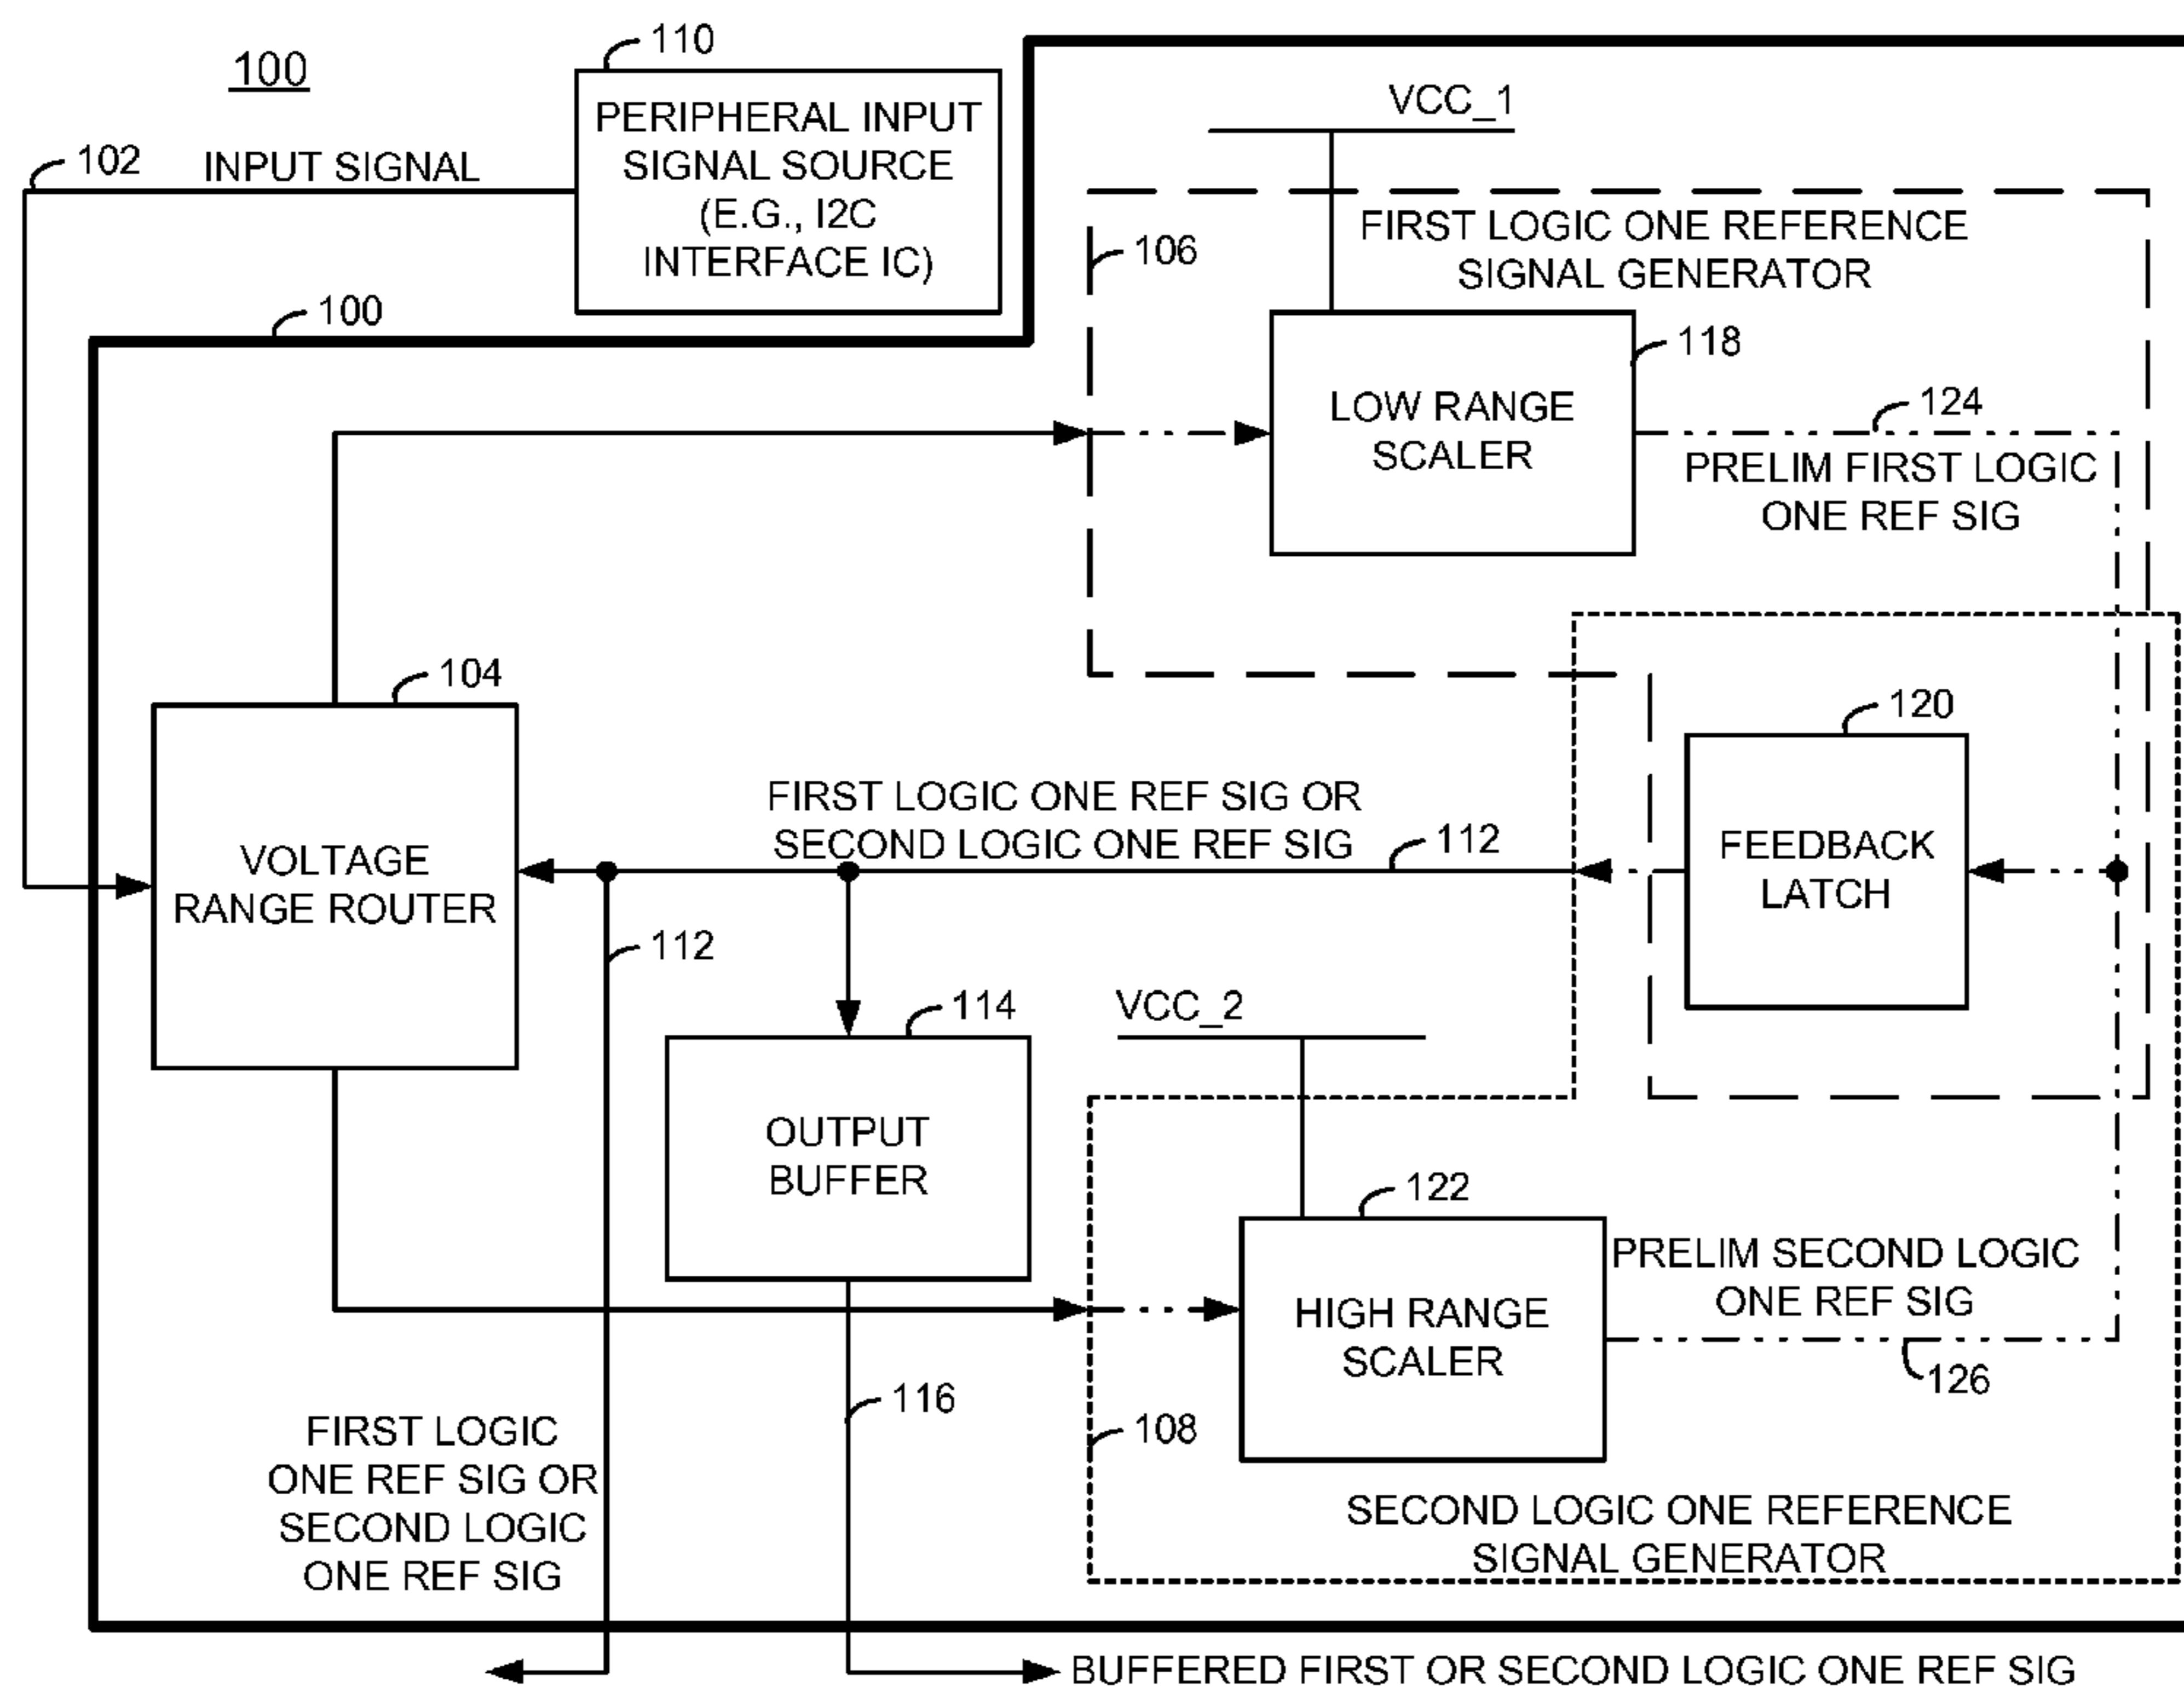 100
110
PERIPHERAL INPUT
SIGNAL SOURCE
(E.G., I2C
INTERFACE IC)
102
INPUT SIGNAL
100
VCC_1
106
FIRST LOGIC ONE REFERENCE
SIGNAL GENERATOR
118
LOW RANGE
SCALER
124
PRELIM FIRST LOGIC
ONE REF SIG
104
VOLTAGE
RANGE ROUTER
FIRST LOGIC ONE REF SIG OR
SECOND LOGIC ONE REF SIG
112
120
FEEDBACK
LATCH
112
114
OUTPUT
BUFFER
VCC_2
122
HIGH RANGE
SCALER
PRELIM SECOND LOGIC
ONE REF SIG
126
116
108
FIRST LOGIC
ONE REF SIG OR
SECOND LOGIC
ONE REF SIG
SECOND LOGIC ONE REFERENCE
SIGNAL GENERATOR
BUFFERED FIRST OR SECOND LOGIC ONE REF SIG